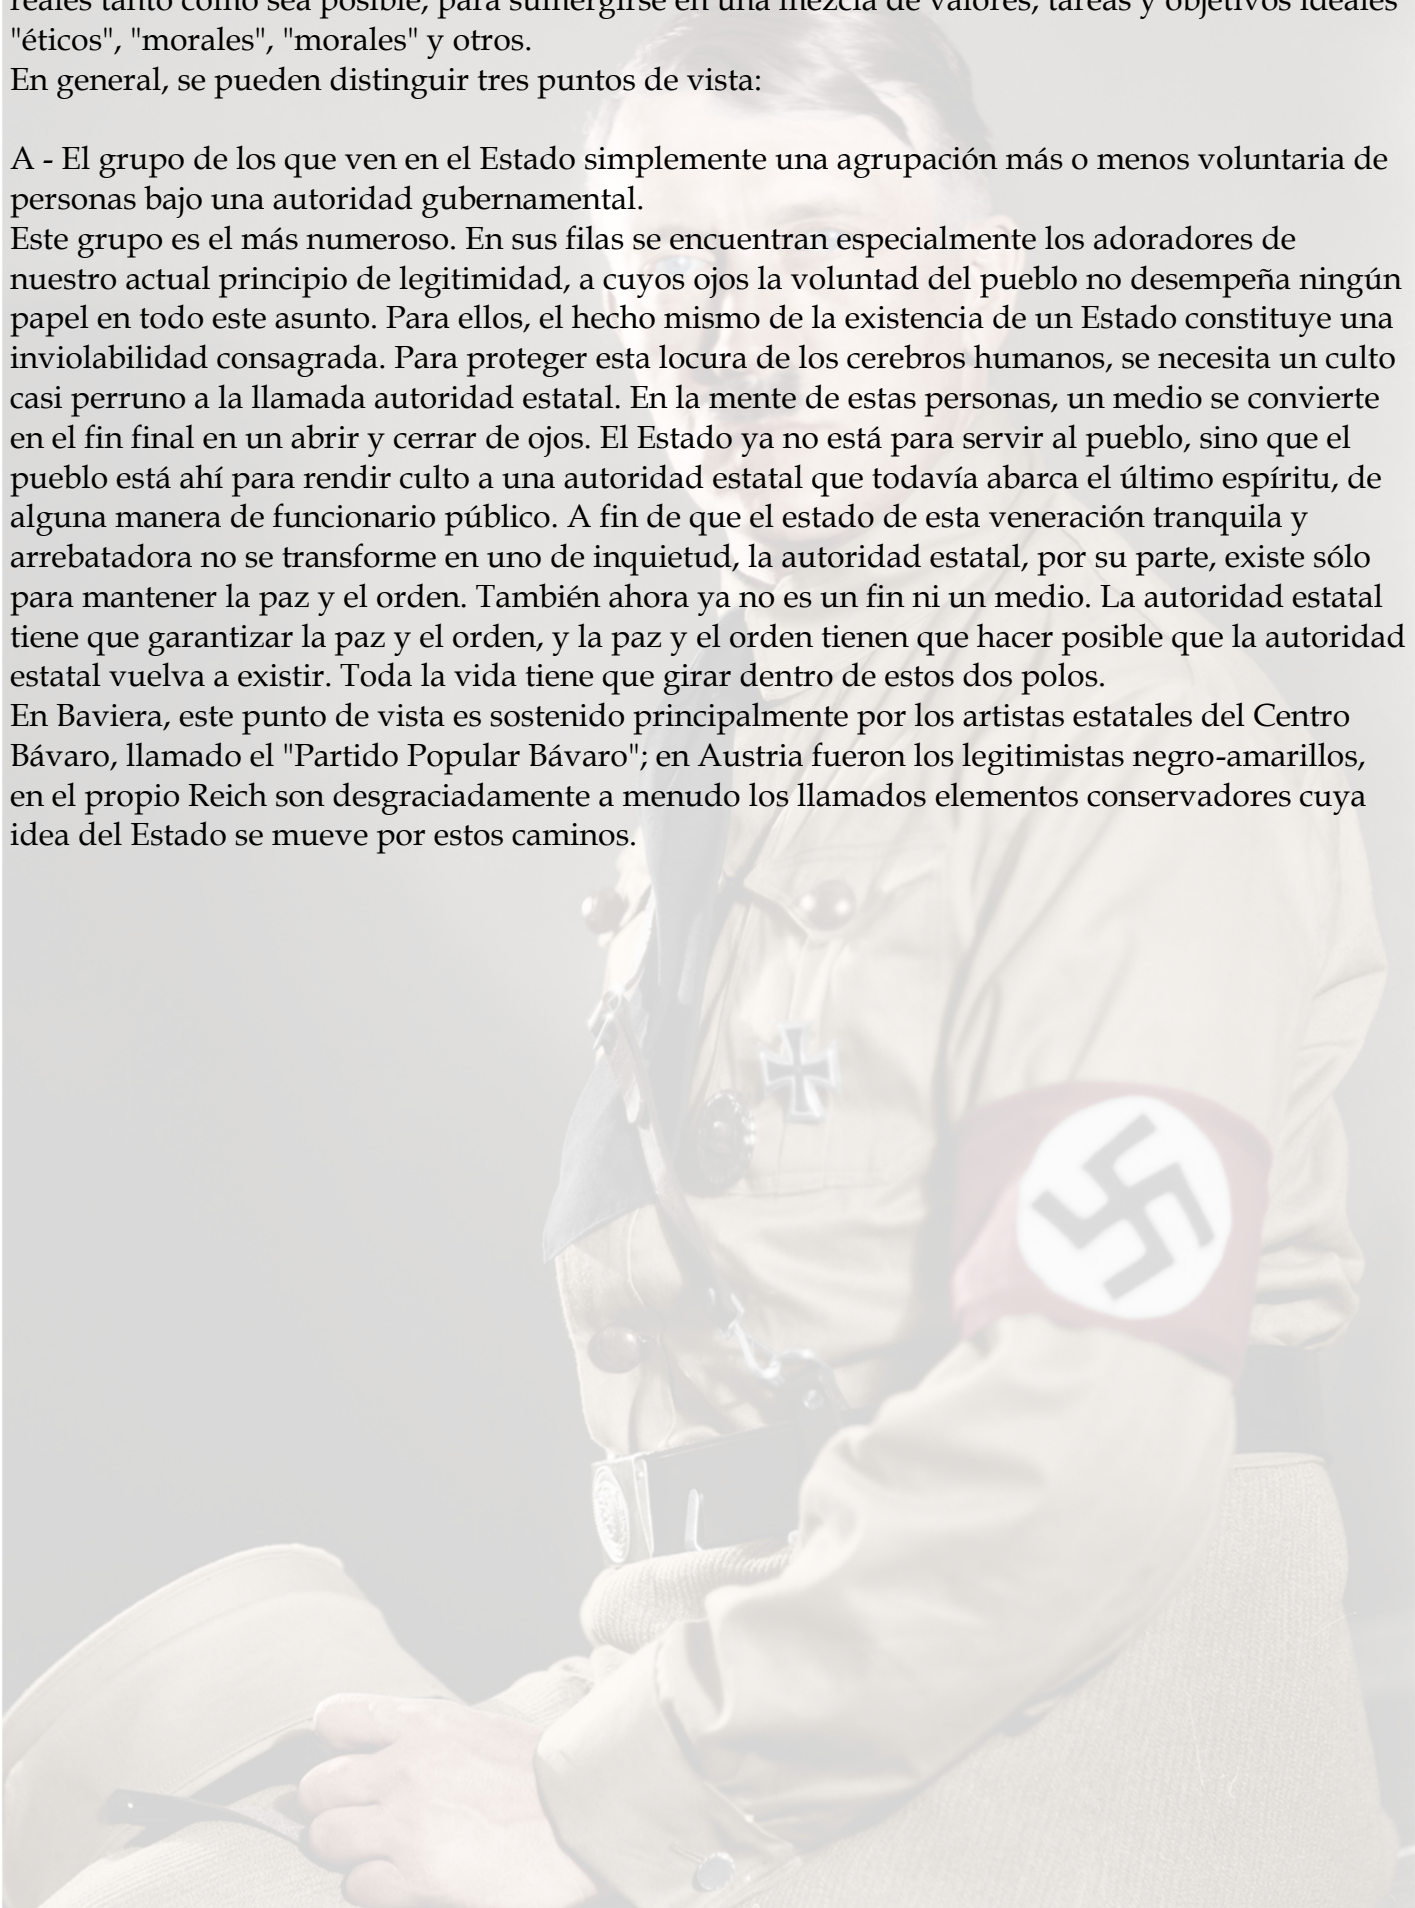 reales tanto como sea posible, para sumergirse en una mezcla de valores, tareas y objetivos ideales
"éticos", "morales", "morales" y otros.
En general, se pueden distinguir tres puntos de vista:
A - El grupo de los que ven en el Estado simplemente una agrupación más o menos voluntaria de
personas bajo una autoridad gubernamental.
Este grupo es el más numeroso. En sus filas se encuentran especialmente los adoradores de
nuestro actual principio de legitimidad, a cuyos ojos la voluntad del pueblo no desempeña ningún
papel en todo este asunto. Para ellos, el hecho mismo de la existencia de un Estado constituye una
inviolabilidad consagrada. Para proteger esta locura de los cerebros humanos, se necesita un culto
casi perruno a la llamada autoridad estatal. En la mente de estas personas, un medio se convierte
en el fin final en un abrir y cerrar de ojos. El Estado ya no está para servir al pueblo, sino que el
pueblo está ahí para rendir culto a una autoridad estatal que todavía abarca el último espíritu, de
alguna manera de funcionario público. A fin de que el estado de esta veneración tranquila y
arrebatadora no se transforme en uno de inquietud, la autoridad estatal, por su parte, existe sólo
para mantener la paz y el orden. También ahora ya no es un fin ni un medio. La autoridad estatal
tiene que garantizar la paz y el orden, y la paz y el orden tienen que hacer posible que la autoridad
estatal vuelva a existir. Toda la vida tiene que girar dentro de estos dos polos.
En Baviera, este punto de vista es sostenido principalmente por los artistas estatales del Centro
Bávaro, llamado el "Partido Popular Bávaro"; en Austria fueron los legitimistas negro-amarillos,
en el propio Reich son desgraciadamente a menudo los llamados elementos conservadores cuya
idea del Estado se mueve por estos caminos.